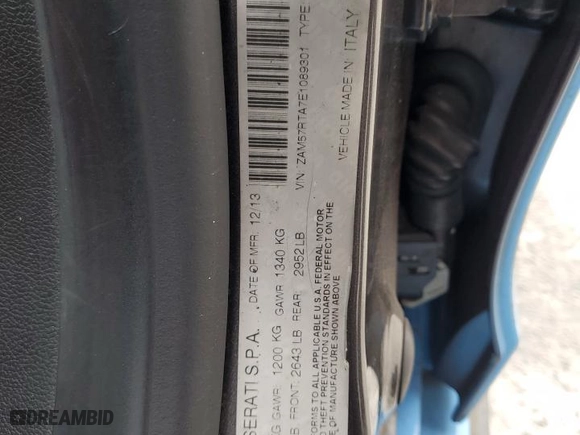 SERATI S.P.A. , DATE OF MFR: 12/13
G GAWR 1200 KG GAWR 1340 KG
B FRONT 2643 LB REAR 2952 LB
VIN: ZAM57RTA7E1089301 TYPE
ORMS TO ALL APPLICABLE U.S.A. FEDERAL MOTOR
D THEFT PREVENTION STANDARDS IN EFFECT ON THE
OF MANUFACTURE SHOWN ABOVE
VEHICLE MADE IN ITALY
DREAMBID